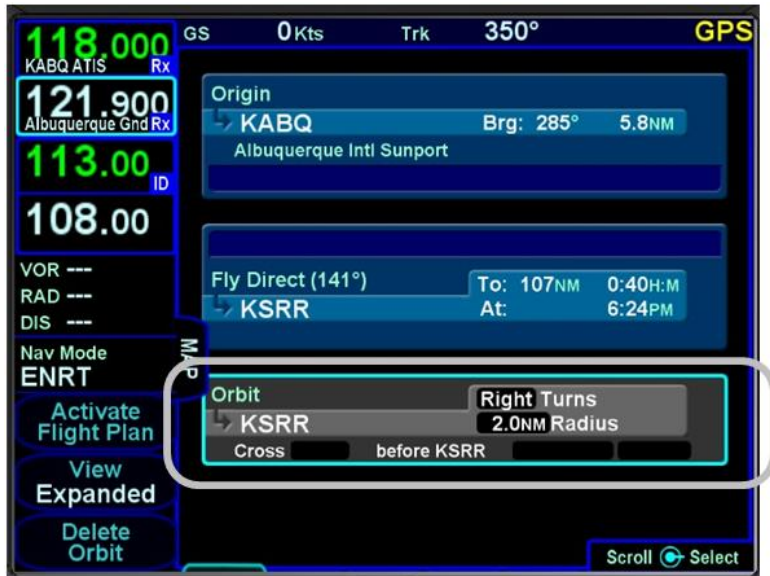 GS 0Kts Trk 350° GPS
118.000
KABQ ATIS Rx
121.900
Albuquerque Gnd Rx
113.00
ID
108.00
VOR ---
RAD ---
DIS ---
Nav Mode
ENRT
Activate
Flight Plan
View
Expanded
Delete
Orbit
MAP
Origin
KABQ Brg: 285° 5.8NM
Albuquerque Intl Sunport
Fly Direct (141°) To: 107NM 0:40H:M
KSRR At: 6:24PM
Orbit Right Turns
KSRR 2.0NM Radius
Cross before KSRR
Scroll Select